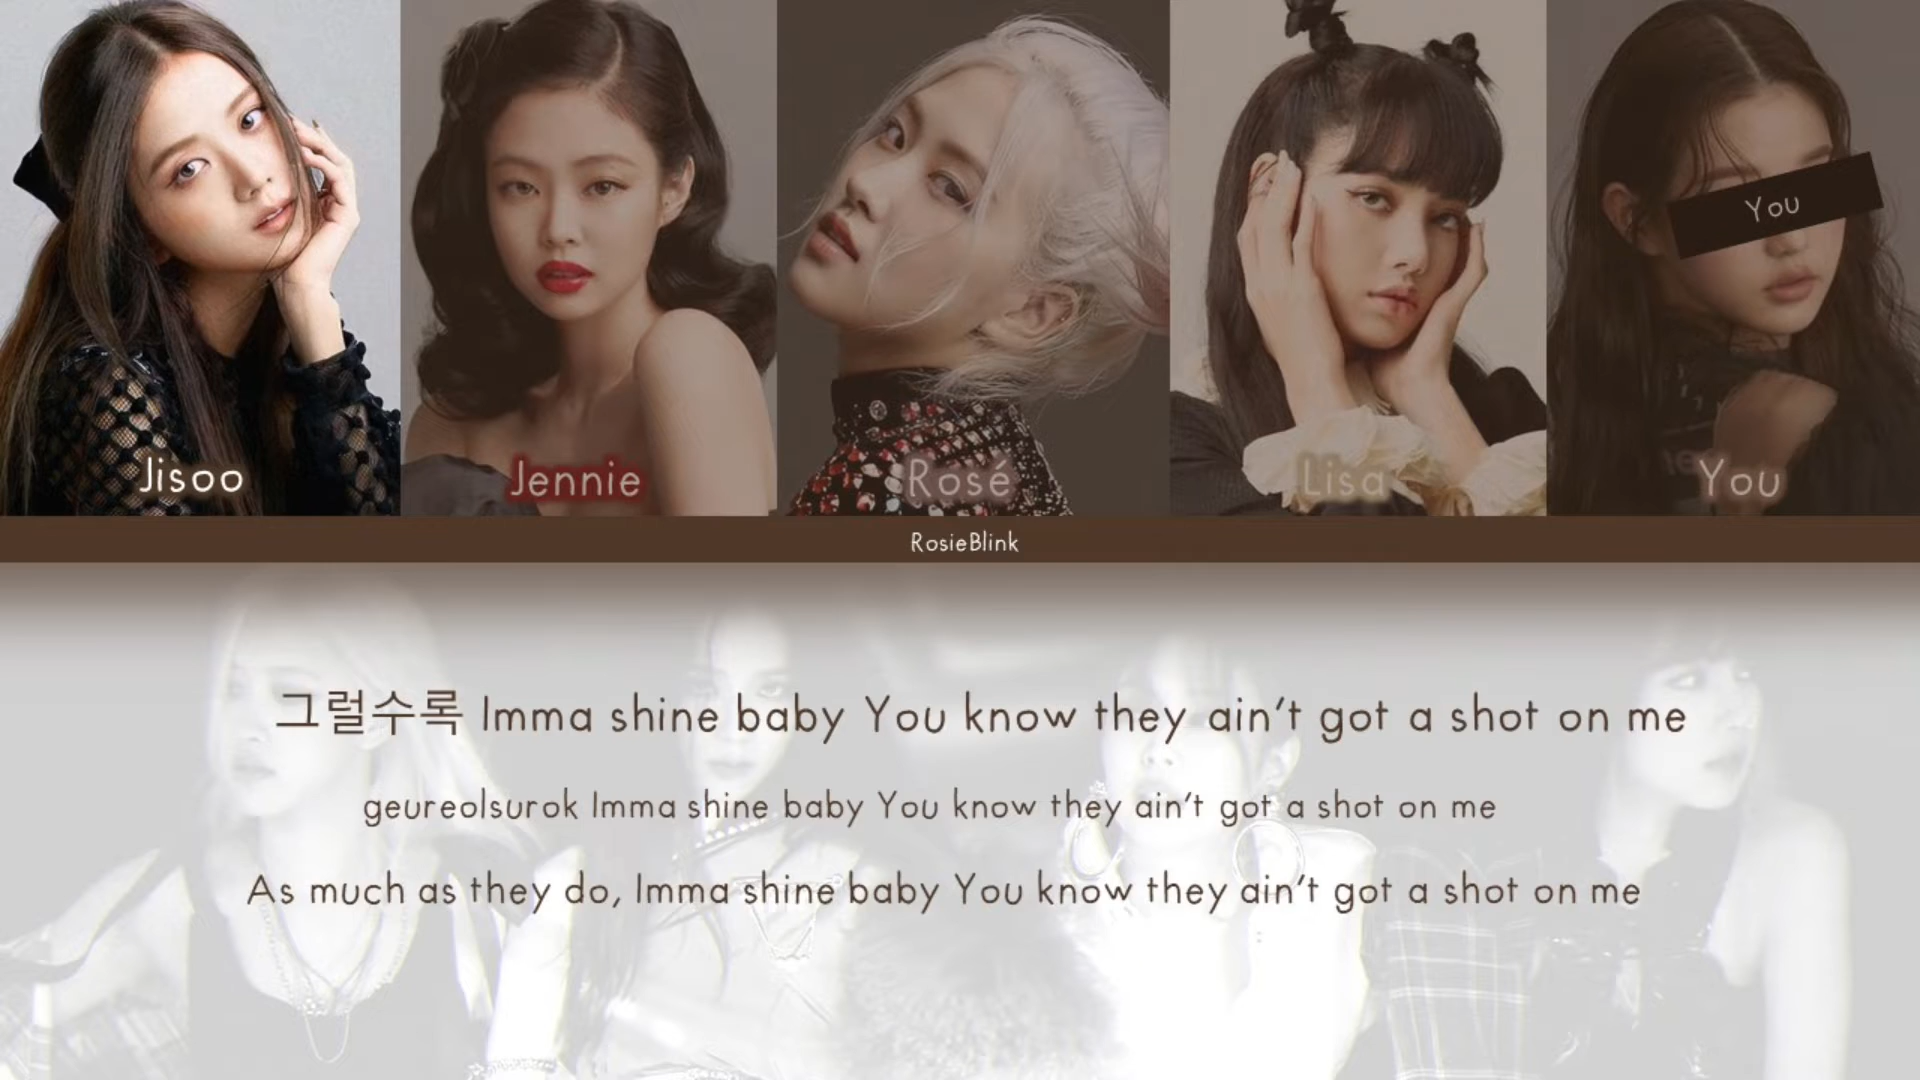 You
Jisoo
Jennie
Rosé
Lisa
You
RosieBlink
그럴수록 Imma shine baby You know they ain't got a shot on me
geureolsurok Imma shine baby You know they ain't got a shot on me
As much as they do, Imma shine baby You know they ain't got a shot on me